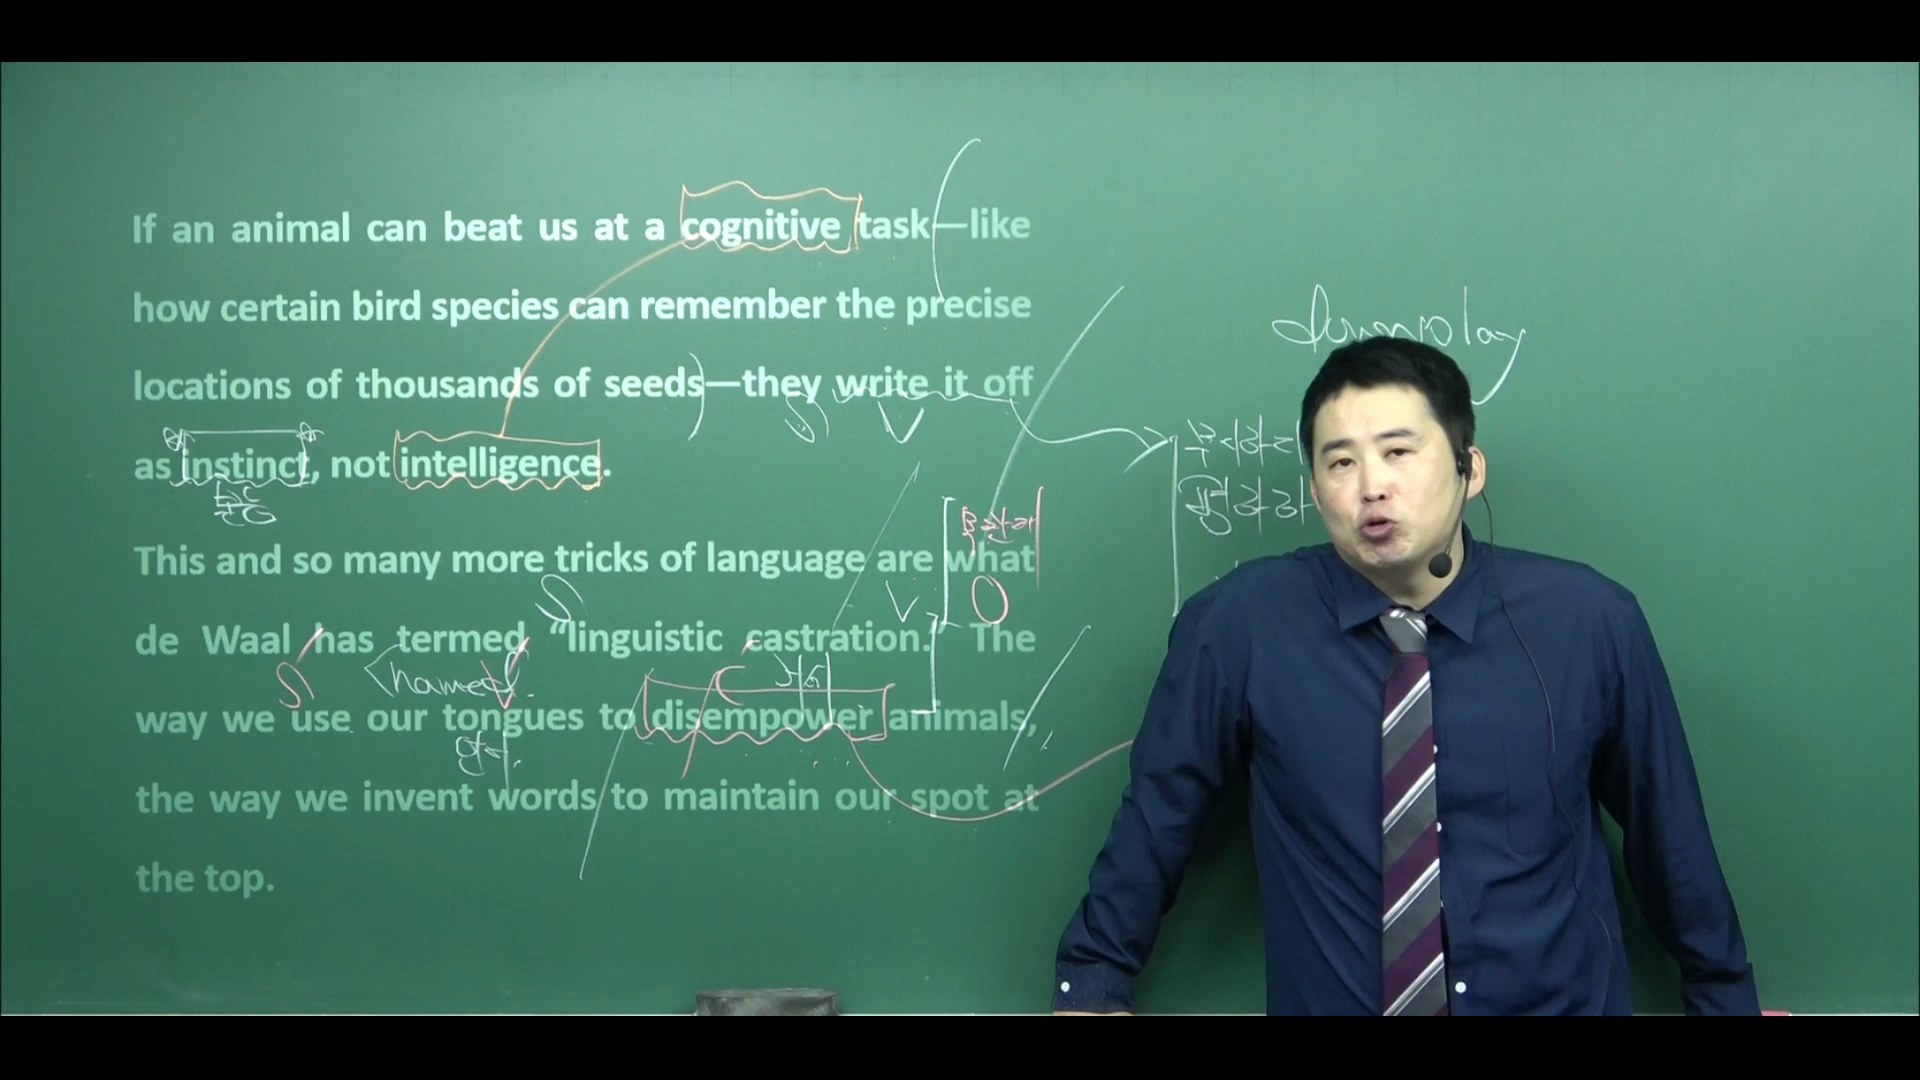 If an animal can beat us at a cognitive task—like
how certain bird species can remember the precise
locations of thousands of seeds—they write it off
as instinct, not intelligence.
This and so many more tricks of language are what
de Waal has termed “linguistic castration.” The
way we use our tongues to disempower animals,
the way we invent words to maintain our spot at
the top.
downplay
S V
V
S
S V
named